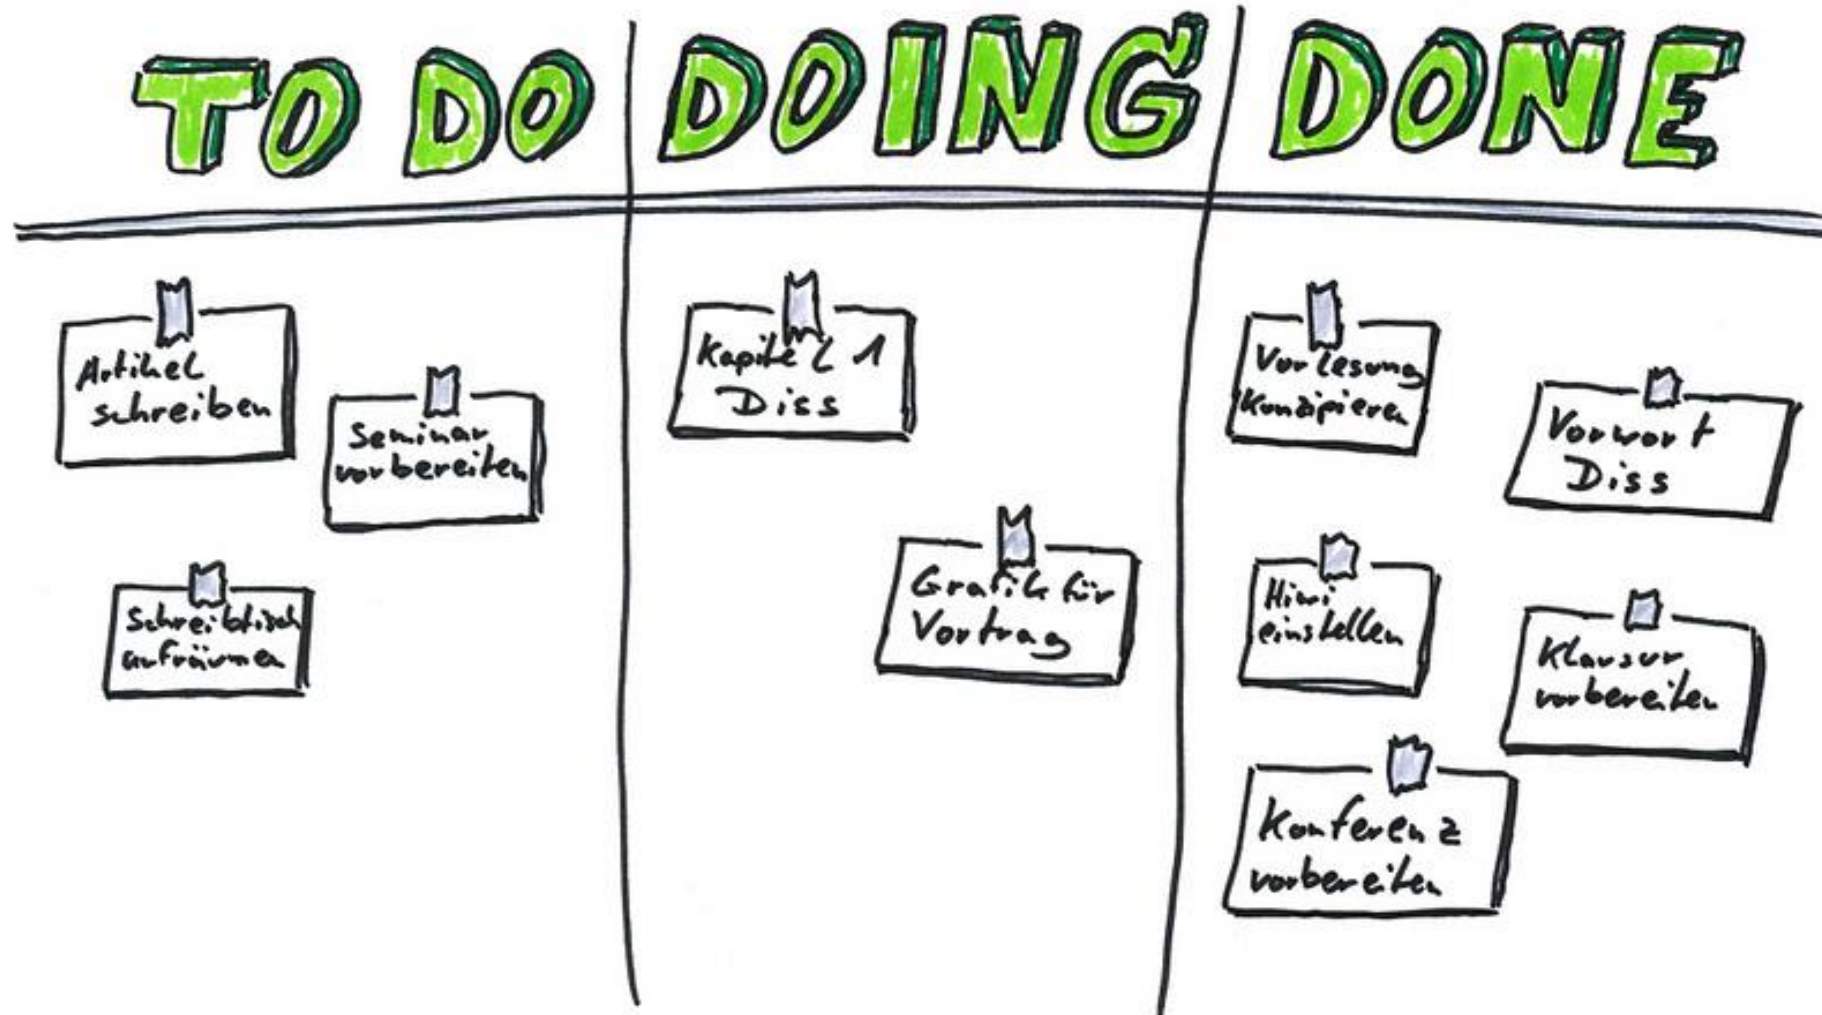 TO DO
DOING
DONE
Artikel
schreiben
Seminar
vorbereiten
Schreibtisch
aufräumen
Kapitel 1
Diss
Grafik für
Vortrag
Vorlesung
Konzipieren
Vorwort
Diss
Hiwi
einstellen
Klausur
vorbereiten
Konferenz
vorbereiten